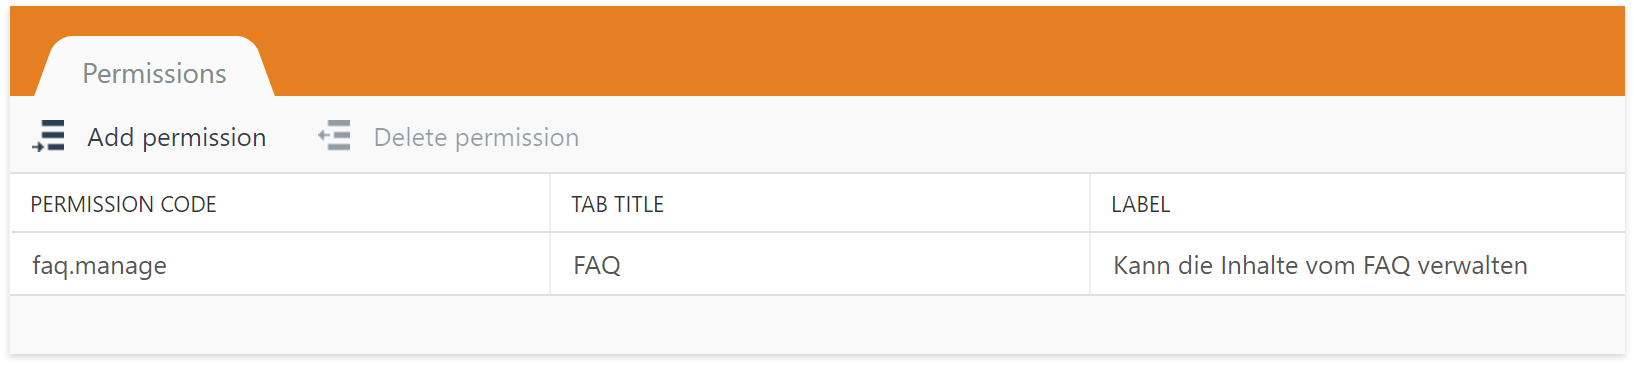 Permissions
Add permission Delete permission
PERMISSION CODE TAB TITLE LABEL
faq.manage FAQ Kann die Inhalte vom FAQ verwalten